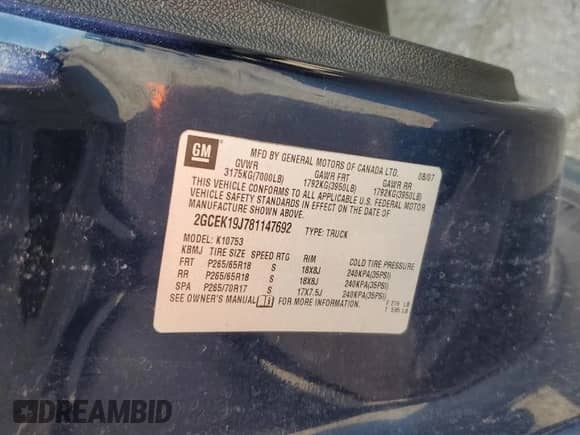 GM
MFD BY GENERAL MOTORS OF CANADA LTD. 08/07
GVWR GAWR FRT GAWR RR
3175KG(7000LB) 1792KG(3950LB) 1792KG(3950LB)
THIS VEHICLE CONFORMS TO ALL APPLICABLE U.S. FEDERAL MOTOR
VEHICLE SAFETY STANDARDS IN EFFECT ON THE DATE OF
MANUFACTURE SHOWN ABOVE.
2GCEK19J781147692 TYPE: TRUCK
MODEL: K10753
KBMJ TIRE SIZE SPEED RTG RIM COLD TIRE PRESSURE
FRT P265/65R18 S 18X8J 240KPA(35PSI)
RR P265/65R18 S 18X8J 240KPA(35PSI)
SPA P265/70R17 S 17X7.5J 240KPA(35PSI)
SEE OWNER'S MANUAL FOR MORE INFORMATION.
DREAMBID